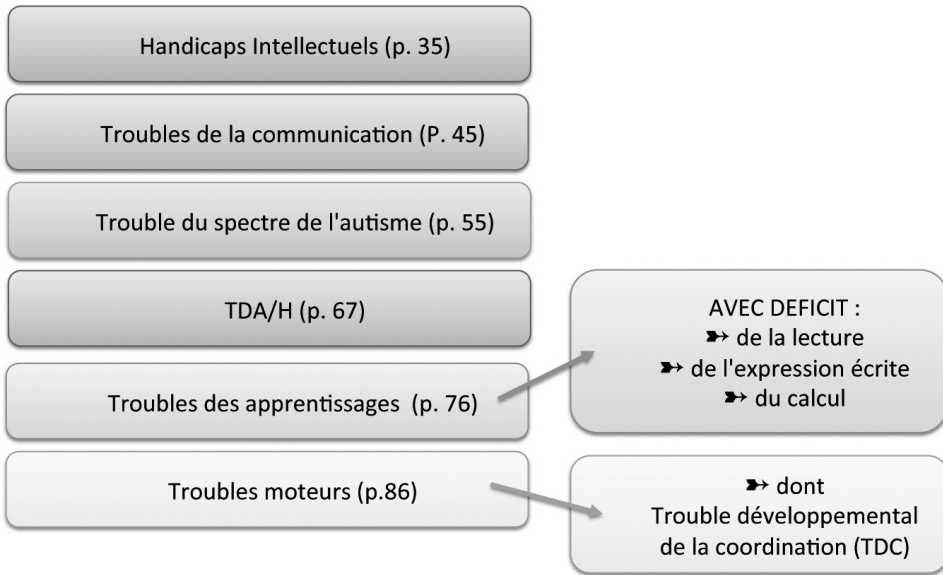 Handicaps Intellectuels (p. 35)
Troubles de la communication (P. 45)
Trouble du spectre de l'autisme (p. 55)
TDA/H (p. 67)
Troubles des apprentissages (p. 76)
AVEC DEFICIT :
➳ de la lecture
➳ de l'expression écrite
➳ du calcul
Troubles moteurs (p.86)
➳ dont
Trouble développemental
de la coordination (TDC)